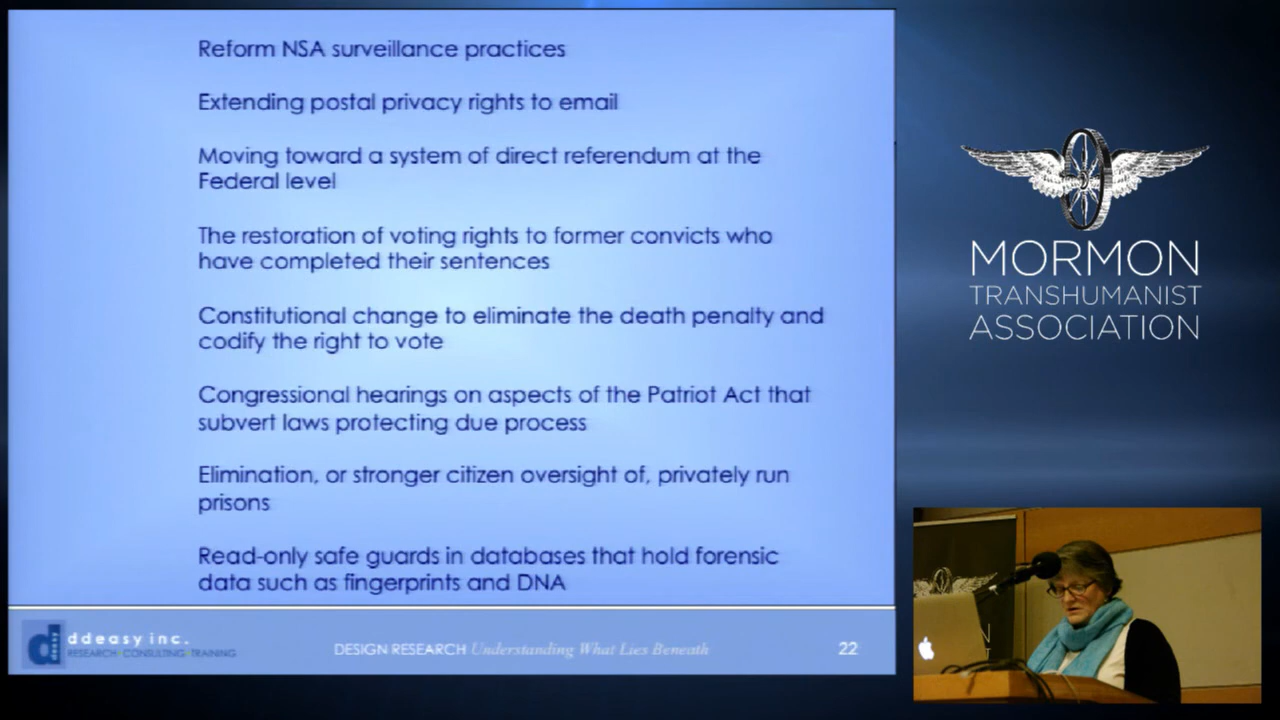 Reform NSA surveillance practices
Extending postal privacy rights to email
Moving toward a system of direct referendum at the
Federal level
The restoration of voting rights to former convicts who
have completed their sentences
Constitutional change to eliminate the death penalty and
codify the right to vote
Congressional hearings on aspects of the Patriot Act that
subvert laws protecting due process
Elimination, or stronger citizen oversight of, privately run
prisons
Read-only safe guards in databases that hold forensic
data such as fingerprints and DNA
ddeasy inc.
RESEARCH CONSULTING TRAINING
DESIGN RESEARCH Understanding What Lies Beneath
22
MORMON
TRANSHUMANIST
ASSOCIATION